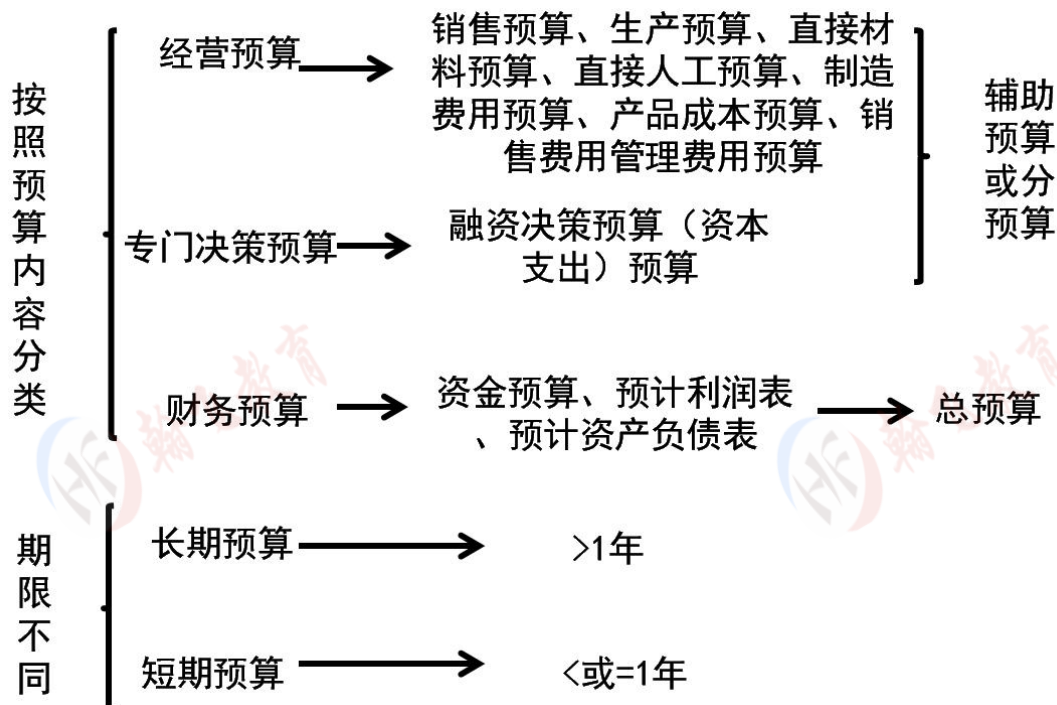 按照预算内容分类
经营预算
销售预算、生产预算、直接材
料预算、直接人工预算、制造
费用预算、产品成本预算、销
售费用管理费用预算
辅助
预算
或分
预算
专门决策预算
融资决策预算（资本
支出）预算
财务预算
资金预算、预计利润表
、预计资产负债表
总预算
期限不同
长期预算
>1年
短期预算
<或=1年